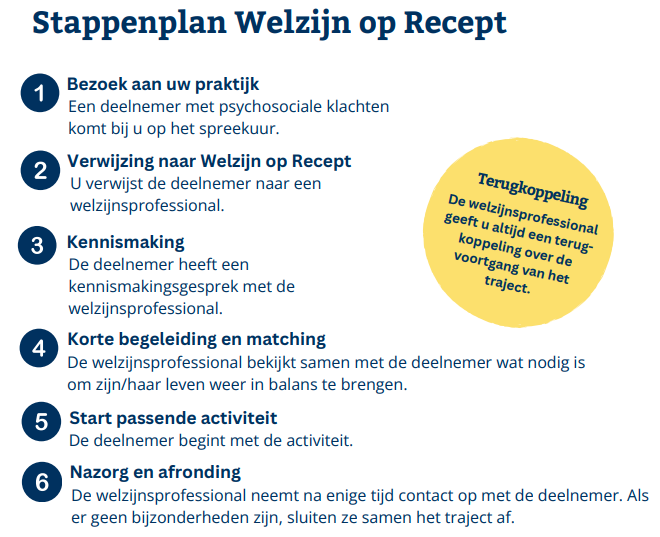 Stappenplan Welzijn op Recept
1
Bezoek aan uw praktijk
Een deelnemer met psychosociale klachten
komt bij u op het spreekuur.
2
Verwijzing naar Welzijn op Recept
U verwijst de deelnemer naar een
welzijnsprofessional.
3
Kennismaking
De deelnemer heeft een
kennismakingsgesprek met de
welzijnsprofessional.
Terugkoppeling
De welzijnsprofessional
geeft u altijd een terug-
koppeling over de
voortgang van het
traject.
4
Korte begeleiding en matching
De welzijnsprofessional bekijkt samen met de deelnemer wat nodig is
om zijn/haar leven weer in balans te brengen.
5
Start passende activiteit
De deelnemer begint met de activiteit.
6
Nazorg en afronding
De welzijnsprofessional neemt na enige tijd contact op met de deelnemer. Als
er geen bijzonderheden zijn, sluiten ze samen het traject af.